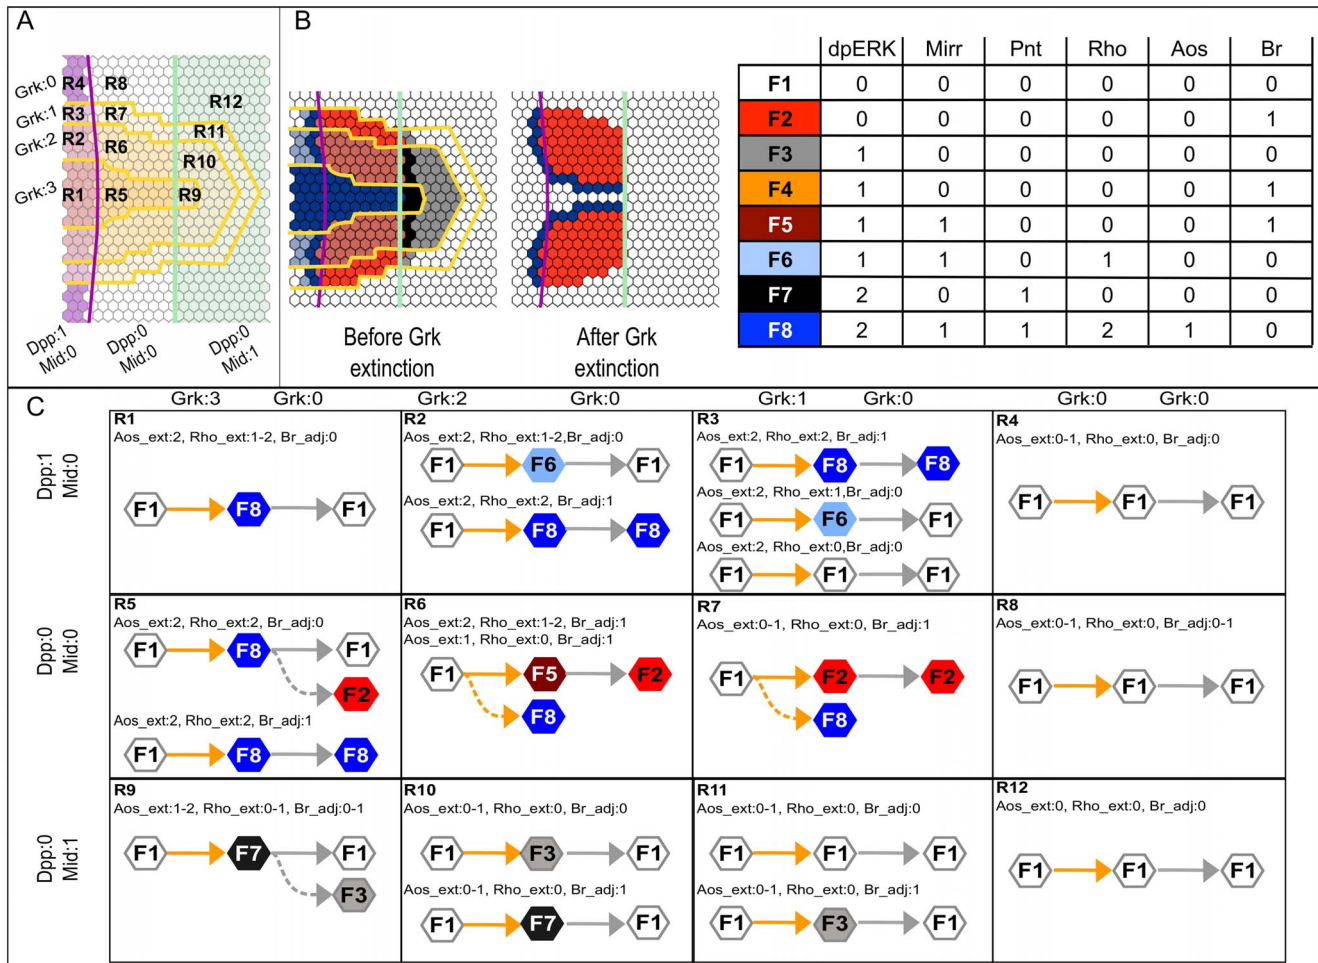 A
Grk:0
Grk:1
Grk:2
Grk:3
R4
R8
R12
R3
R7
R11
R2
R6
R10
R1
R5
R9
Dpp:1
Mid:0
Dpp:0
Mid:0
Dpp:0
Mid:1
B
Before Grk
extinction
After Grk
extinction
dpERK Mirr Pnt Rho Aos Br
F1 0 0 0 0 0 0
F2 0 0 0 0 0 1
F3 1 0 0 0 0 0
F4 1 0 0 0 0 1
F5 1 1 0 0 0 1
F6 1 1 0 1 0 0
F7 2 0 1 0 0 0
F8 2 1 1 2 1 0
C
Grk:3 Grk:0 Grk:2 Grk:0 Grk:1 Grk:0 Grk:0 Grk:0
Dpp:1
Mid:0
R1
Aos_ext:2, Rho_ext:1-2, Br_adj:0
F1 F8 F1
R2
Aos_ext:2, Rho_ext:1-2,Br_adj:0
F1 F6 F1
Aos_ext:2, Rho_ext:2, Br_adj:1
F1 F8 F8
R3
Aos_ext:2, Rho_ext:2, Br_adj:1
F1 F8 F8
Aos_ext:2, Rho_ext:1,Br_adj:0
F1 F6 F1
Aos_ext:2, Rho_ext:0,Br_adj:0
F1 F1 F1
R4
Aos_ext:0-1, Rho_ext:0, Br_adj:0
F1 F1 F1
Dpp:0
Mid:0
R5
Aos_ext:2, Rho_ext:2, Br_adj:0
F1 F8 F1
F2
Aos_ext:2, Rho_ext:2, Br_adj:1
F1 F8 F8
R6
Aos_ext:2, Rho_ext:1-2, Br_adj:1
Aos_ext:1, Rho_ext:0, Br_adj:1
F1 F5 F2
F8
R7
Aos_ext:0-1, Rho_ext:0, Br_adj:1
F1 F2 F2
F8
R8
Aos_ext:0-1, Rho_ext:0, Br_adj:0-1
F1 F1 F1
Dpp:0
Mid:1
R9
Aos_ext:1-2, Rho_ext:0-1, Br_adj:0-1
F1 F7 F1
F3
R10
Aos_ext:0-1, Rho_ext:0, Br_adj:0
F1 F3 F1
Aos_ext:0-1, Rho_ext:0, Br_adj:1
F1 F7 F1
R11
Aos_ext:0-1, Rho_ext:0, Br_adj:0
F1 F1 F1
Aos_ext:0-1, Rho_ext:0, Br_adj:1
F1 F3 F1
R12
Aos_ext:0, Rho_ext:0, Br_adj:0
F1 F1 F1